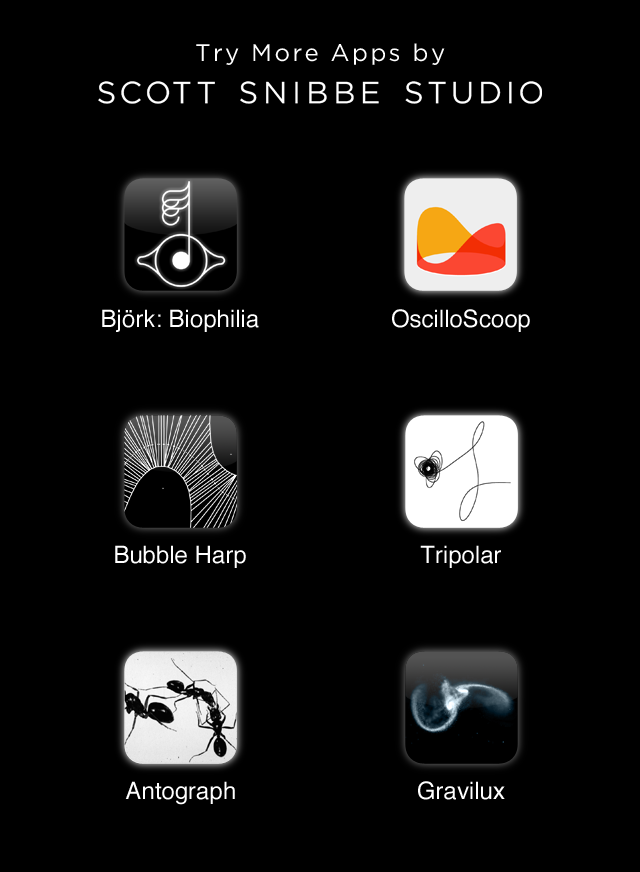 Try More Apps by
SCOTT SNIBBE STUDIO
Björk: Biophilia
OscilloScoop
Bubble Harp
Tripolar
Antograph
Gravilux